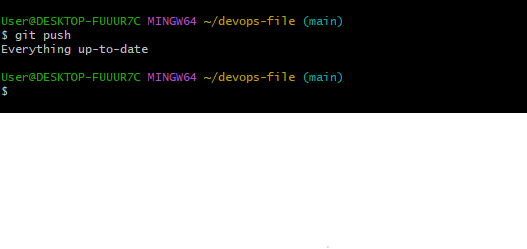 User@DESKTOP-FUUUR7C MINGW64 ~/devops-file (main)
$ git push
Everything up-to-date
User@DESKTOP-FUUUR7C MINGW64 ~/devops-file (main)
$